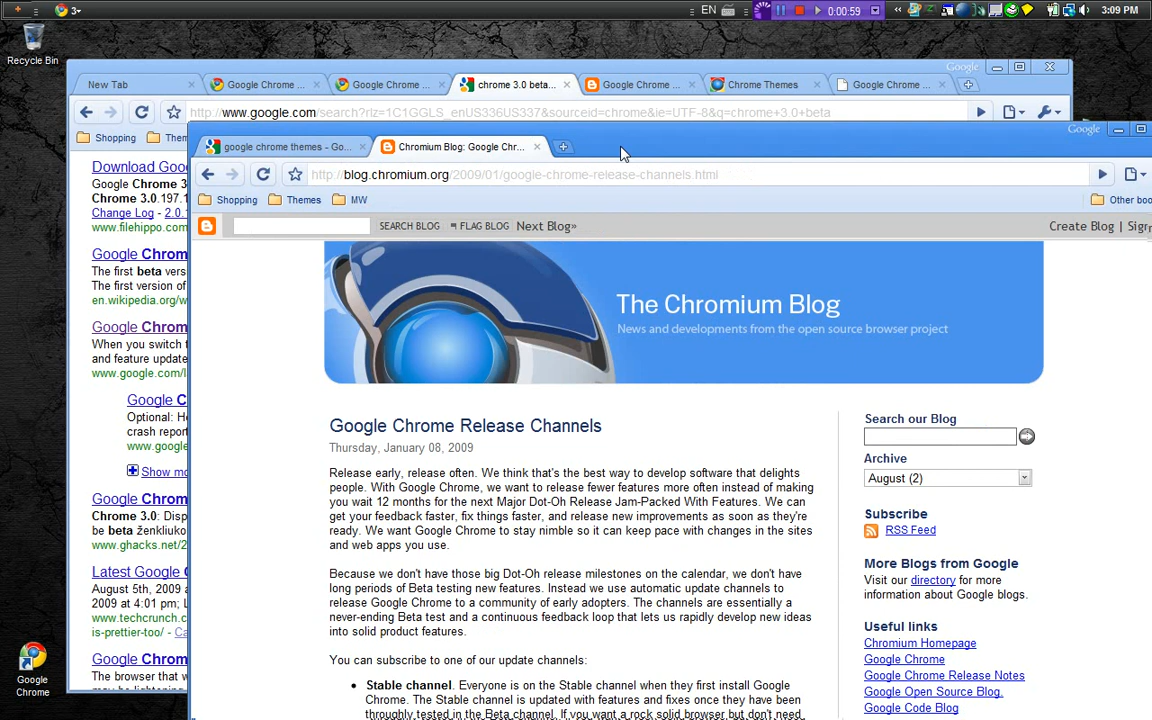 3
EN
0:00:59
3:09 PM
Recycle Bin
Google
New Tab
Google Chrome ...
Google Chrome ...
chrome 3.0 beta...
Google Chrome ...
Chrome Themes
Google Chrome ...
http://www.google.com/search?rlz=1C1GGLS_enUS336US337&sourceid=chrome&ie=UTF-8&q=chrome+3.0+beta
Shopping
Them
Google
google chrome themes - Go...
Chromium Blog: Google Chr...
http://blog.chromium.org/2009/01/google-chrome-release-channels.html
Shopping
Themes
MW
Other boo
SEARCH BLOG
FLAG BLOG
Next Blog»
Create Blog | Sign
Download Goo
Google Chrome 3
Chrome 3.0.197.1
Change Log - 2.0.
www.filehippo.com
Google Chrom
The first beta vers
The first version of
en.wikipedia.org/w
Google Chrom
When you switch t
and feature update
www.google.com/l
Google C
Optional: He
crash report
www.google
Show mo
Google Chrom
Chrome 3.0: Disp
be beta ženkliuko
www.ghacks.net/2
Latest Google
August 5th, 2009 a
2009 at 4:01 pm; L
www.techcrunch.c
is-prettier-too/ - Ca
Google Chrom
The browser that w
The Chromium Blog
News and developments from the open source browser project
Google Chrome Release Channels
Thursday, January 08, 2009
Release early, release often. We think that's the best way to develop software that delights
people. With Google Chrome, we want to release fewer features more often instead of making
you wait 12 months for the next Major Dot-Oh Release Jam-Packed With Features. We can
get your feedback faster, fix things faster, and release new improvements as soon as they're
ready. We want Google Chrome to stay nimble so it can keep pace with changes in the sites
and web apps you use.
Because we don't have those big Dot-Oh release milestones on the calendar, we don't have
long periods of Beta testing new features. Instead we use automatic update channels to
release Google Chrome to a community of early adopters. The channels are essentially a
never-ending Beta test and a continuous feedback loop that lets us rapidly develop new ideas
into solid product features.
You can subscribe to one of our update channels:
• Stable channel. Everyone is on the Stable channel when they first install Google
Chrome. The Stable channel is updated with features and fixes once they have been
throughly tested in the Beta channel. If you want a rock solid browser but don't need
Search our Blog
Archive
August (2)
Subscribe
RSS Feed
More Blogs from Google
Visit our directory for more
information about Google blogs.
Useful links
Chromium Homepage
Google Chrome
Google Chrome Release Notes
Google Open Source Blog.
Google Code Blog
Google
Chrome